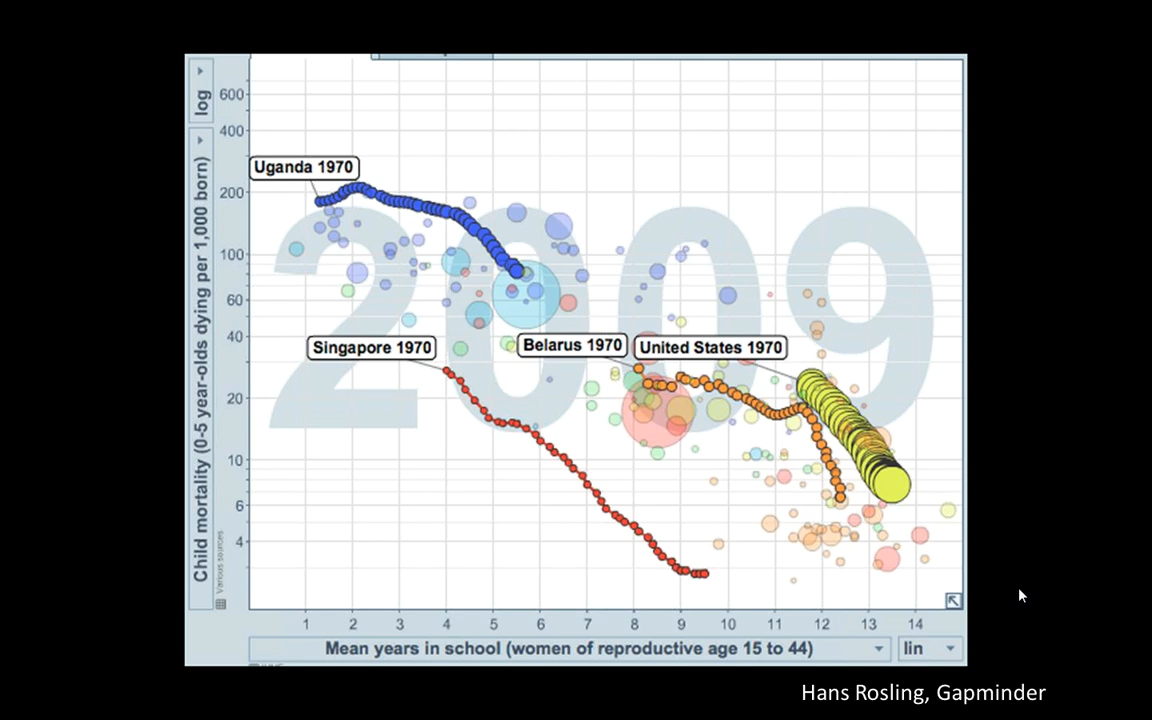 2009
log
Child mortality (0-5 year-olds dying per 1,000 born)
Various sources
600
400
200
100
60
40
20
10
6
4
Uganda 1970
Singapore 1970
Belarus 1970
United States 1970
1 2 3 4 5 6 7 8 9 10 11 12 13 14
Mean years in school (women of reproductive age 15 to 44)
lin
Hans Rosling, Gapminder